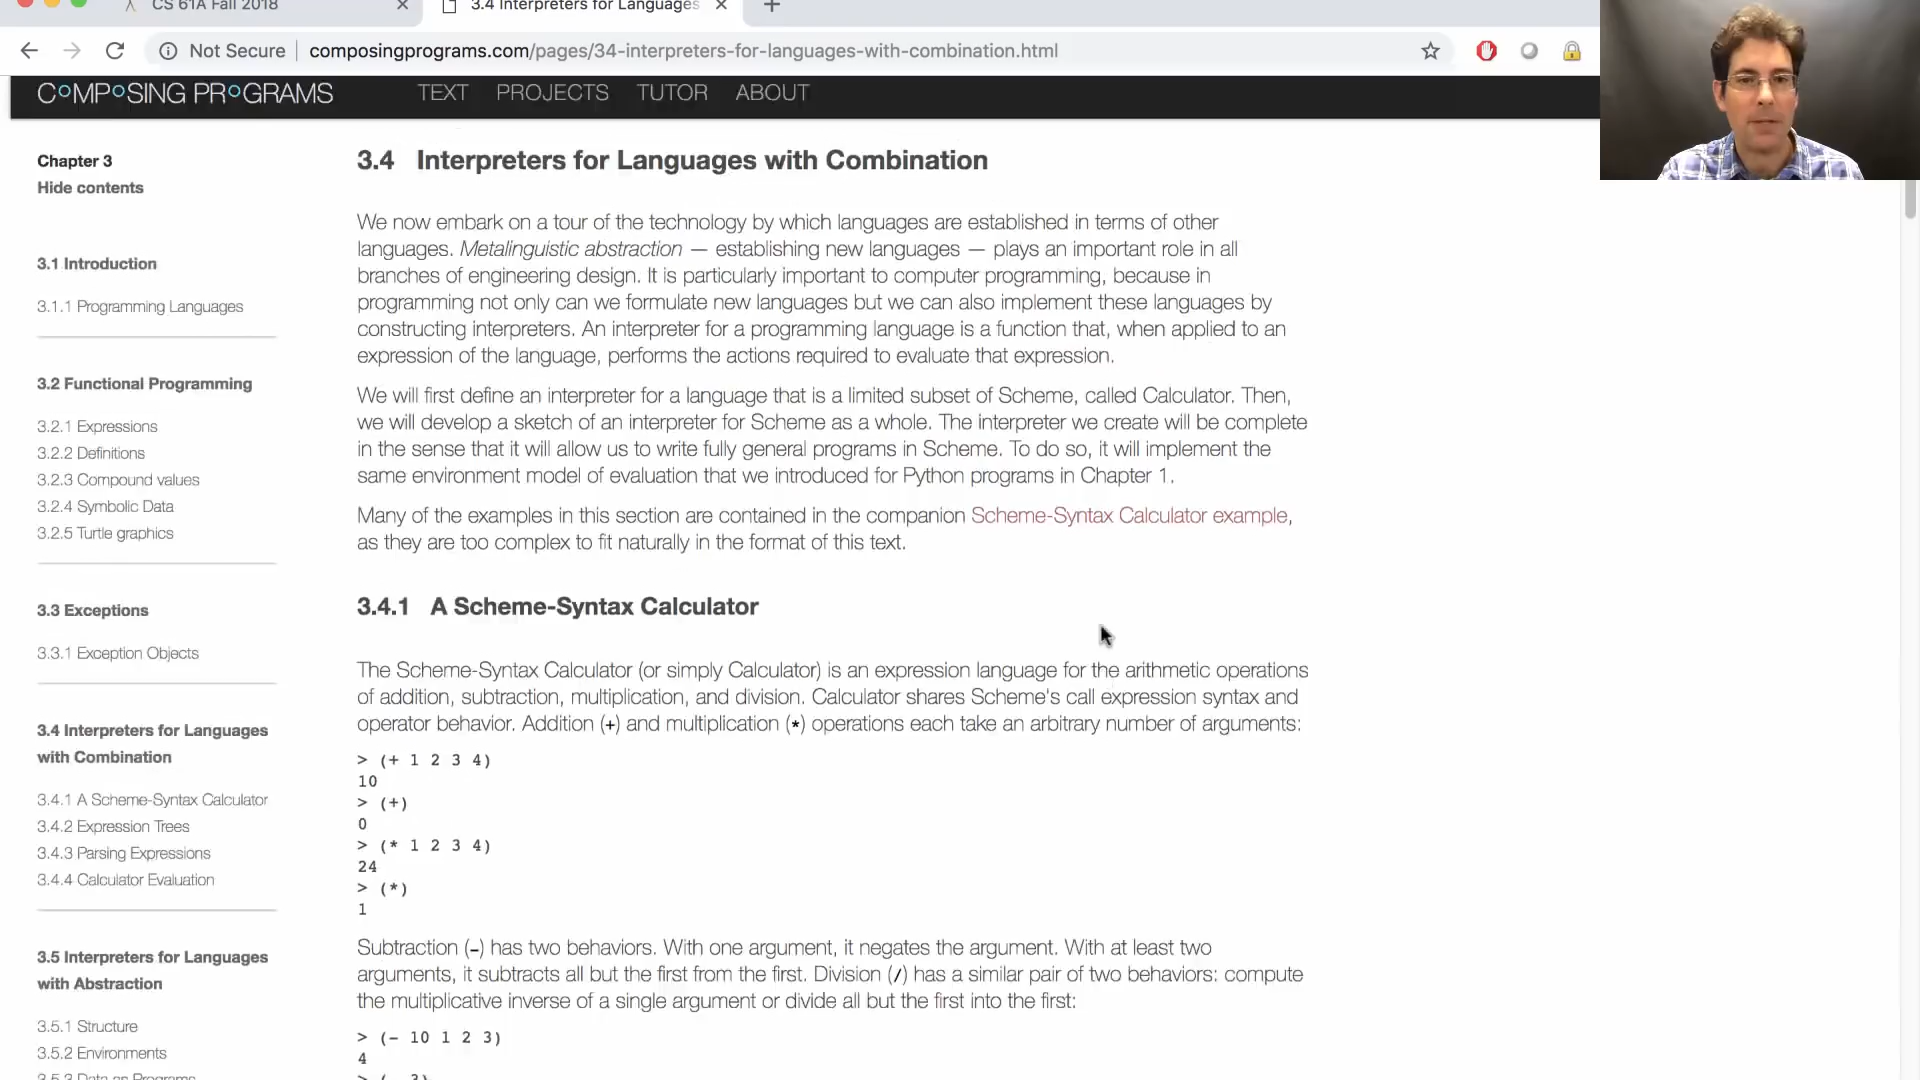 CS 61A Fall 2018
3.4 Interpreters for Languages
Not Secure
composingprograms.com/pages/34-interpreters-for-languages-with-combination.html
COMPOSING PROGRAMS
TEXT PROJECTS TUTOR ABOUT
Chapter 3
Hide contents
3.1 Introduction
3.1.1 Programming Languages
3.2 Functional Programming
3.2.1 Expressions
3.2.2 Definitions
3.2.3 Compound values
3.2.4 Symbolic Data
3.2.5 Turtle graphics
3.3 Exceptions
3.3.1 Exception Objects
3.4 Interpreters for Languages
with Combination
3.4.1 A Scheme-Syntax Calculator
3.4.2 Expression Trees
3.4.3 Parsing Expressions
3.4.4 Calculator Evaluation
3.5 Interpreters for Languages
with Abstraction
3.5.1 Structure
3.5.2 Environments
3.5.3 Data as Programs
3.4 Interpreters for Languages with Combination
We now embark on a tour of the technology by which languages are established in terms of other
languages. Metalinguistic abstraction — establishing new languages — plays an important role in all
branches of engineering design. It is particularly important to computer programming, because in
programming not only can we formulate new languages but we can also implement these languages by
constructing interpreters. An interpreter for a programming language is a function that, when applied to an
expression of the language, performs the actions required to evaluate that expression.
We will first define an interpreter for a language that is a limited subset of Scheme, called Calculator. Then,
we will develop a sketch of an interpreter for Scheme as a whole. The interpreter we create will be complete
in the sense that it will allow us to write fully general programs in Scheme. To do so, it will implement the
same environment model of evaluation that we introduced for Python programs in Chapter 1.
Many of the examples in this section are contained in the companion Scheme-Syntax Calculator example,
as they are too complex to fit naturally in the format of this text.
3.4.1 A Scheme-Syntax Calculator
The Scheme-Syntax Calculator (or simply Calculator) is an expression language for the arithmetic operations
of addition, subtraction, multiplication, and division. Calculator shares Scheme's call expression syntax and
operator behavior. Addition (+) and multiplication (*) operations each take an arbitrary number of arguments:
> (+ 1 2 3 4)
10
> (+)
0
> (* 1 2 3 4)
24
> (*)
1
Subtraction (-) has two behaviors. With one argument, it negates the argument. With at least two
arguments, it subtracts all but the first from the first. Division (/) has a similar pair of two behaviors: compute
the multiplicative inverse of a single argument or divide all but the first into the first:
> (- 10 1 2 3)
4
> (- 3)